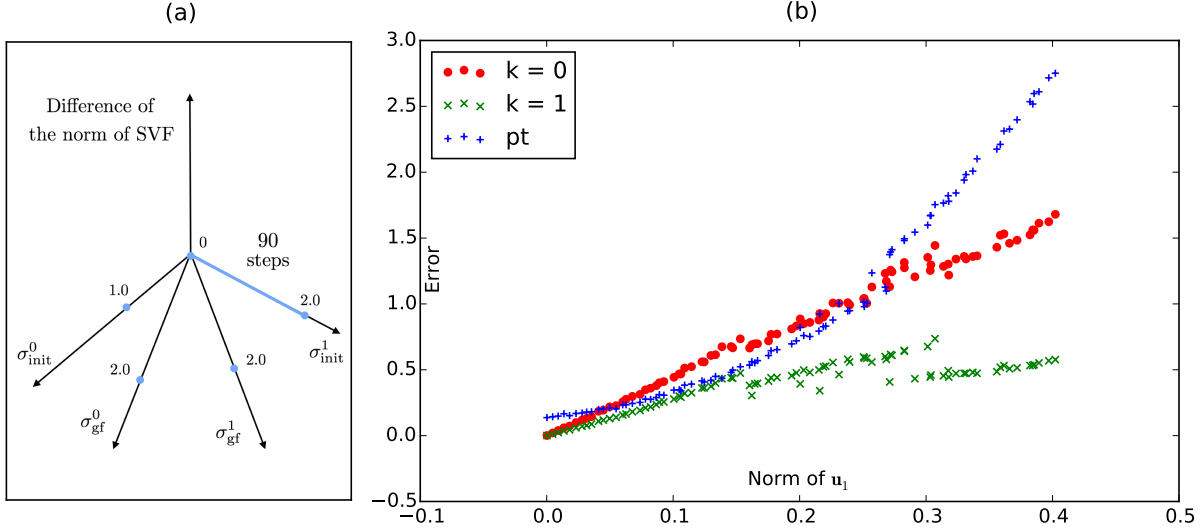 (a)
Difference of
the norm of SVF
0
90
steps
1.0
2.0
σ⁰init
σ¹init
2.0
2.0
σ⁰gf
σ¹gf
(b)
3.0
2.5
2.0
1.5
1.0
0.5
0.0
−0.5
k = 0
k = 1
pt
Error
Norm of u₁
−0.1
0.0
0.1
0.2
0.3
0.4
0.5